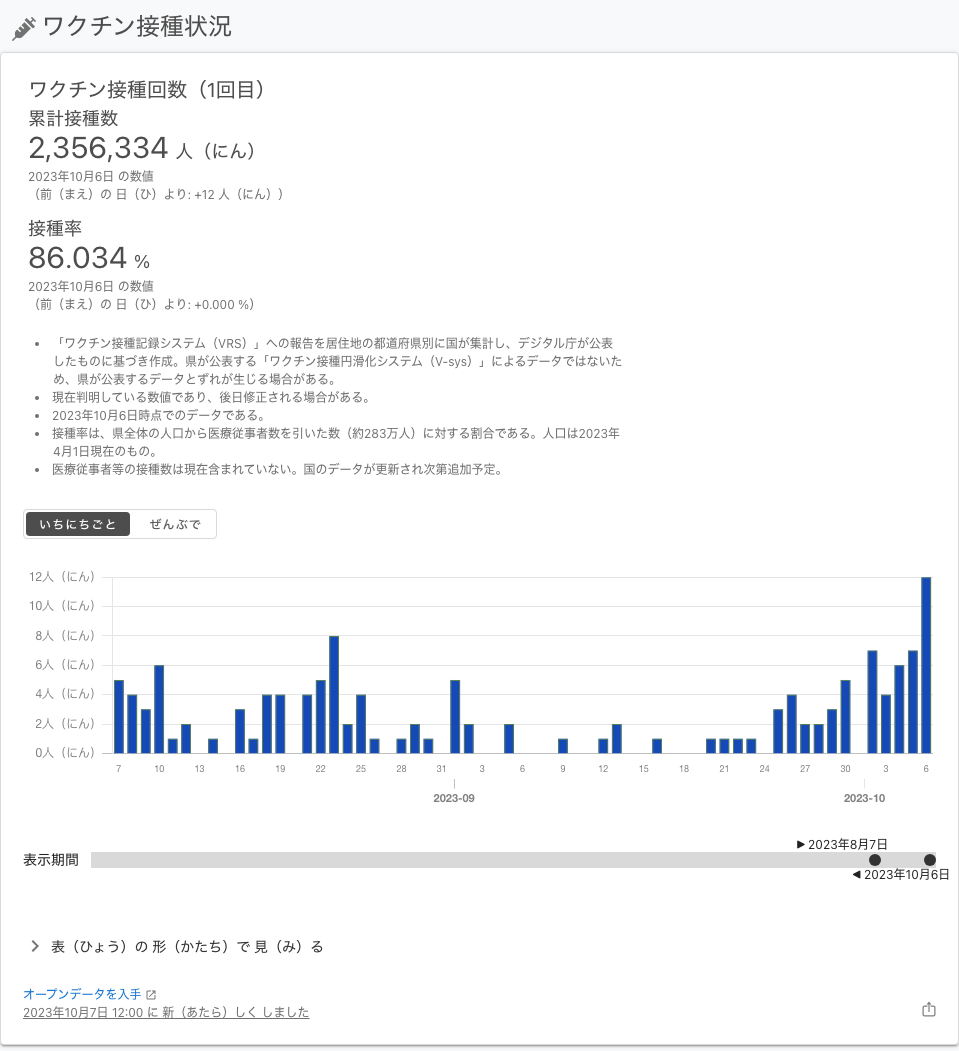 ワクチン接種状況
ワクチン接種回数（1回目）
累計接種数
2,356,334 人（にん）
2023年10月6日 の数値
（前（まえ）の 日（ひ）より: +12 人（にん））
接種率
86.034 %
2023年10月6日 の数値
（前（まえ）の 日（ひ）より: +0.000 %）
• 「ワクチン接種記録システム（VRS）」への報告を居住地の都道府県別に国が集計し、デジタル庁が公表
したものに基づき作成。県が公表する「ワクチン接種円滑化システム（V-sys）」によるデータではないた
め、県が公表するデータとずれが生じる場合がある。
• 現在判明している数値であり、後日修正される場合がある。
• 2023年10月6日時点でのデータである。
• 接種率は、県全体の人口から医療従事者数を引いた数（約283万人）に対する割合である。人口は2023年
4月1日現在のもの。
• 医療従事者等の接種数は現在含まれていない。国のデータが更新され次第追加予定。
いちにちごと ぜんぶで
12人（にん）
10人（にん）
8人（にん）
6人（にん）
4人（にん）
2人（にん）
0人（にん）
7 10 13 16 19 22 25 28 31 3 6 9 12 15 18 21 24 27 30 3 6
2023-09 2023-10
▶ 2023年8月7日
表示期間
◀ 2023年10月6日
表（ひょう）の 形（かたち）で 見（み）る
オープンデータを入手
2023年10月7日 12:00 に 新（あたら）しく しました